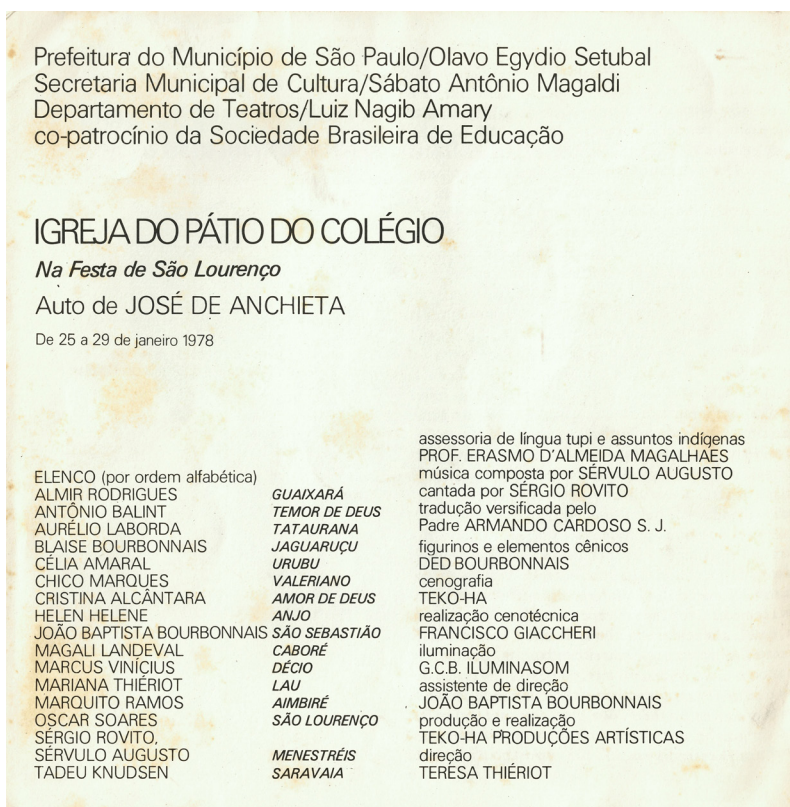 Prefeitura do Município de São Paulo/Olavo Egydio Setubal
Secretaria Municipal de Cultura/Sábato Antônio Magaldi
Departamento de Teatros/Luiz Nagib Amary
co-patrocínio da Sociedade Brasileira de Educação
IGREJA DO PÁTIO DO COLÉGIO
Na Festa de São Lourenço
Auto de JOSÉ DE ANCHIETA
De 25 a 29 de janeiro 1978
ELENCO (por ordem alfabética)
ALMIR RODRIGUES GUAIXARÁ
ANTÔNIO BALINT TEMOR DE DEUS
AURÉLIO LABORDA TATAURANA
BLAISE BOURBONNAIS JAGUARUÇU
CÉLIA AMARAL URUBU
CHICO MARQUES VALERIANO
CRISTINA ALCÂNTARA AMOR DE DEUS
HELEN HELENE ANJO
JOÃO BAPTISTA BOURBONNAIS SÃO SEBASTIÃO
MAGALI LANDEVAL CABORÉ
MARCUS VINÍCIUS DÉCIO
MARIANA THIÉRIOT LAU
MARQUITO RAMOS AIMBIRÉ
OSCAR SOARES SÃO LOURENÇO
SÉRGIO ROVITO,
SÉRVULO AUGUSTO MENESTRÉIS
TADEU KNUDSEN SARAVAIA
assessoria de língua tupi e assuntos indígenas
PROF. ERASMO D'ALMEIDA MAGALHAES
música composta por SÉRVULO AUGUSTO
cantada por SÉRGIO ROVITO
tradução versificada pelo
Padre ARMANDO CARDOSO S. J.
figurinos e elementos cênicos
DED BOURBONNAIS
cenografia
TEKO-HA
realização cenotécnica
FRANCISCO GIACCHERI
iluminação
G.C.B. ILUMINASOM
assistente de direção
JOÃO BAPTISTA BOURBONNAIS
produção e realização
TEKO-HA PRODUÇÕES ARTÍSTICAS
direção
TERESA THIÉRIOT